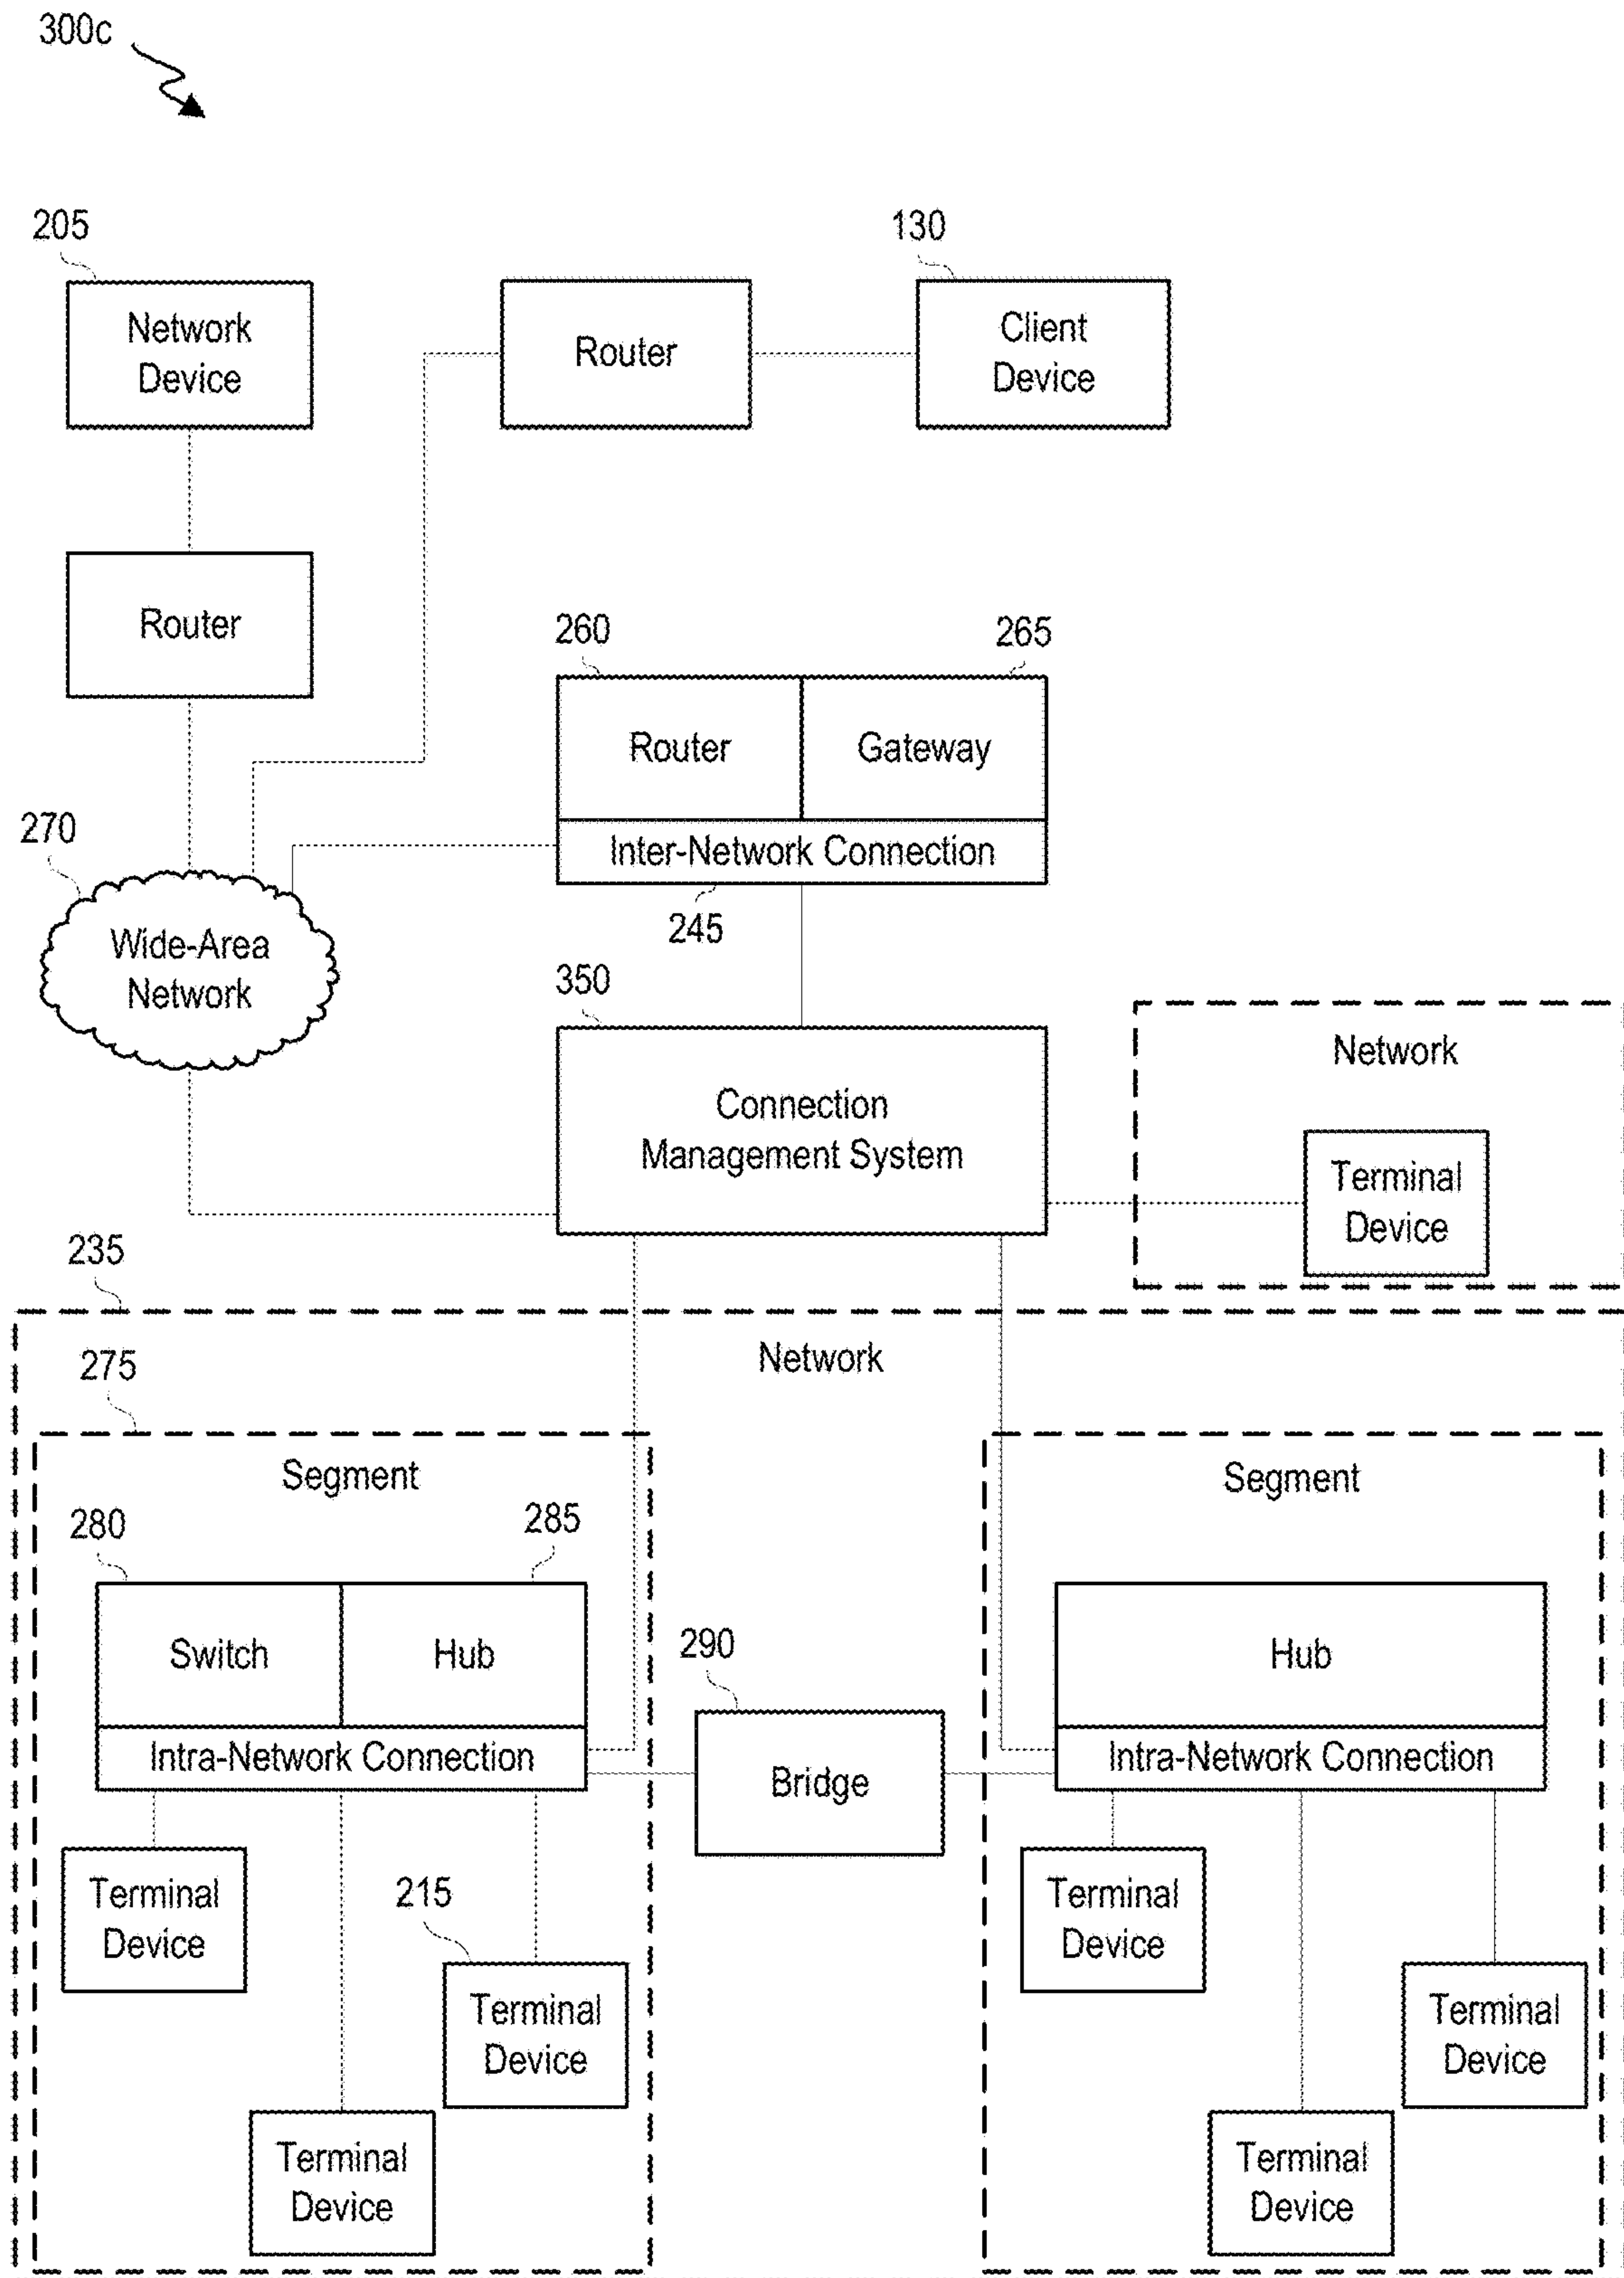 300c
205
130
Network
Device
Router
Client
Device
Router
260
265
Router
Gateway
Inter-Network Connection
245
270
Wide-Area
Network
350
Connection
Management System
Network
Terminal
Device
235
Network
275
Segment
Segment
280
285
Switch
Hub
Intra-Network Connection
290
Bridge
Hub
Intra-Network Connection
Terminal
Device
215
Terminal
Device
Terminal
Device
Terminal
Device
Terminal
Device
Terminal
Device